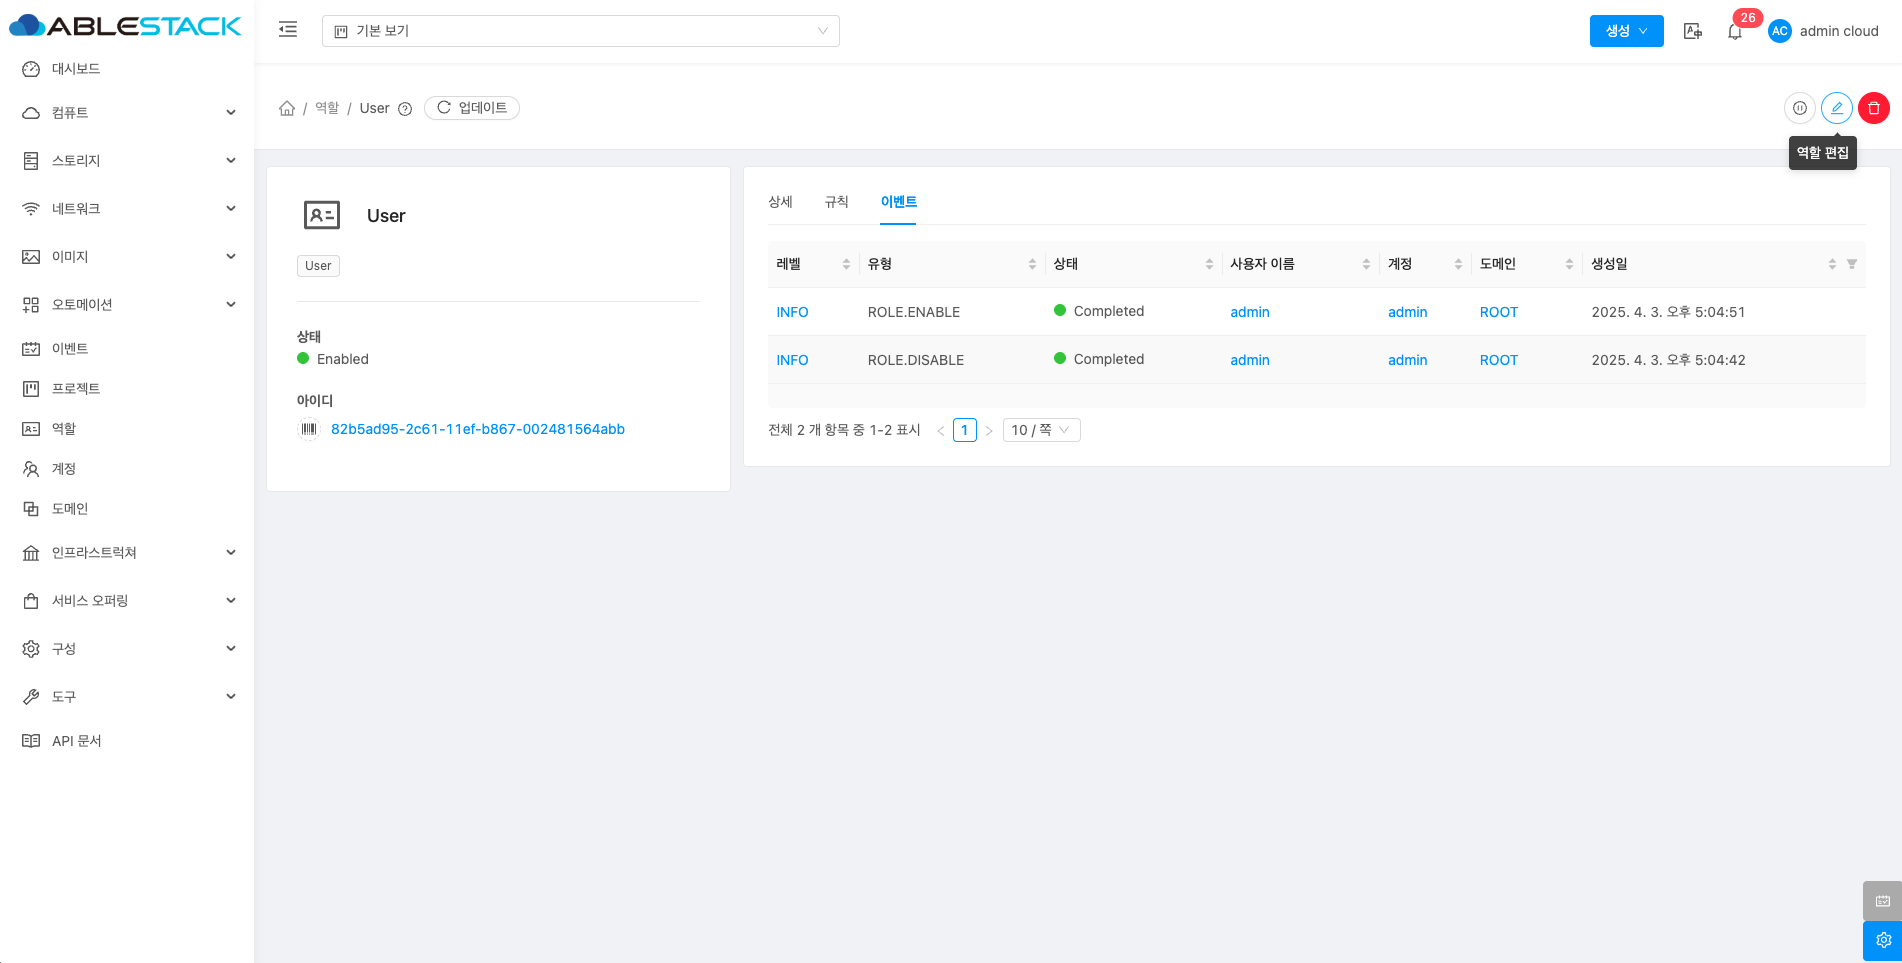 ABLESTACK
기본 보기
생성
26
AC
admin cloud
대시보드
컴퓨트
스토리지
네트워크
이미지
오토메이션
이벤트
프로젝트
역할
계정
도메인
인프라스트럭쳐
서비스 오퍼링
구성
도구
API 문서
/ 역할 / User
업데이트
역할 편집
User
User
상태
Enabled
아이디
82b5ad95-2c61-11ef-b867-002481564abb
상세 규칙 이벤트
레벨 유형 상태 사용자 이름 계정 도메인 생성일
INFO ROLE.ENABLE Completed admin admin ROOT 2025. 4. 3. 오후 5:04:51
INFO ROLE.DISABLE Completed admin admin ROOT 2025. 4. 3. 오후 5:04:42
전체 2 개 항목 중 1-2 표시 < 1 > 10 / 쪽